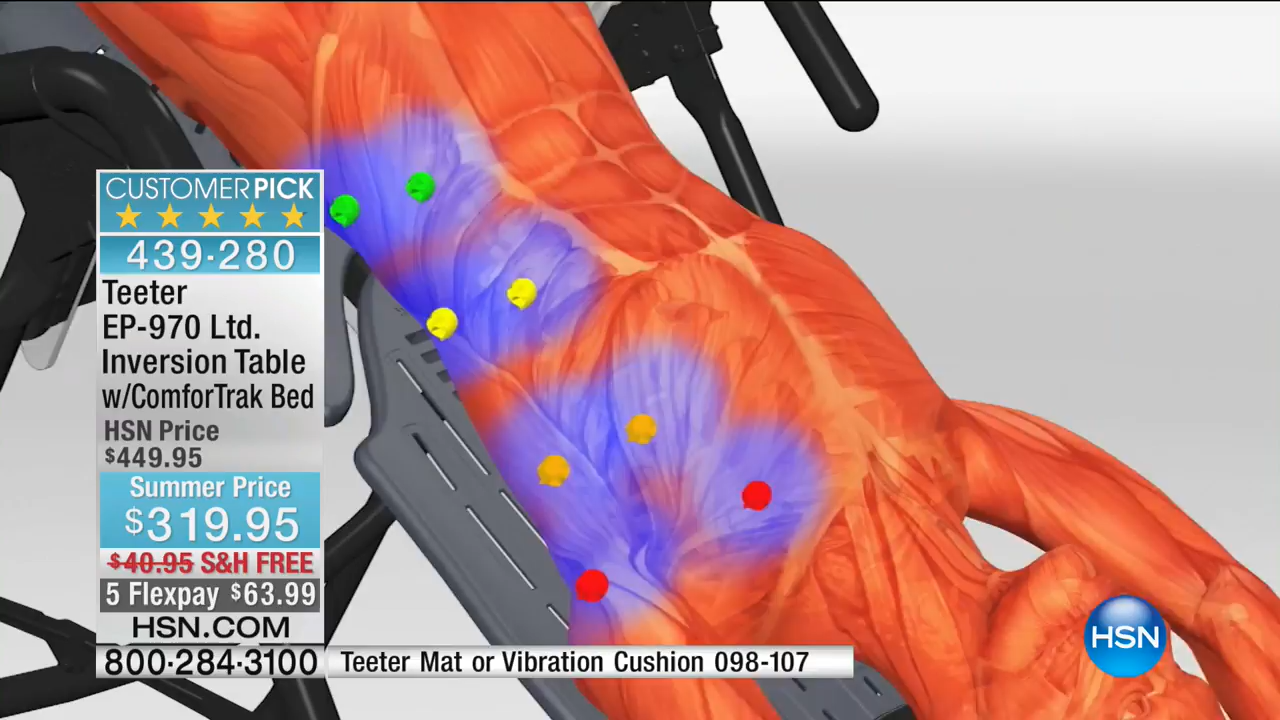 CUSTOMER PICK
439·280
Teeter
EP-970 Ltd.
Inversion Table
w/ComforTrak Bed
HSN Price
$449.95
Summer Price
$319.95
$40.95 S&H FREE
5 Flexpay $63.99
HSN.COM
800·284·3100
Teeter Mat or Vibration Cushion 098-107
HSN